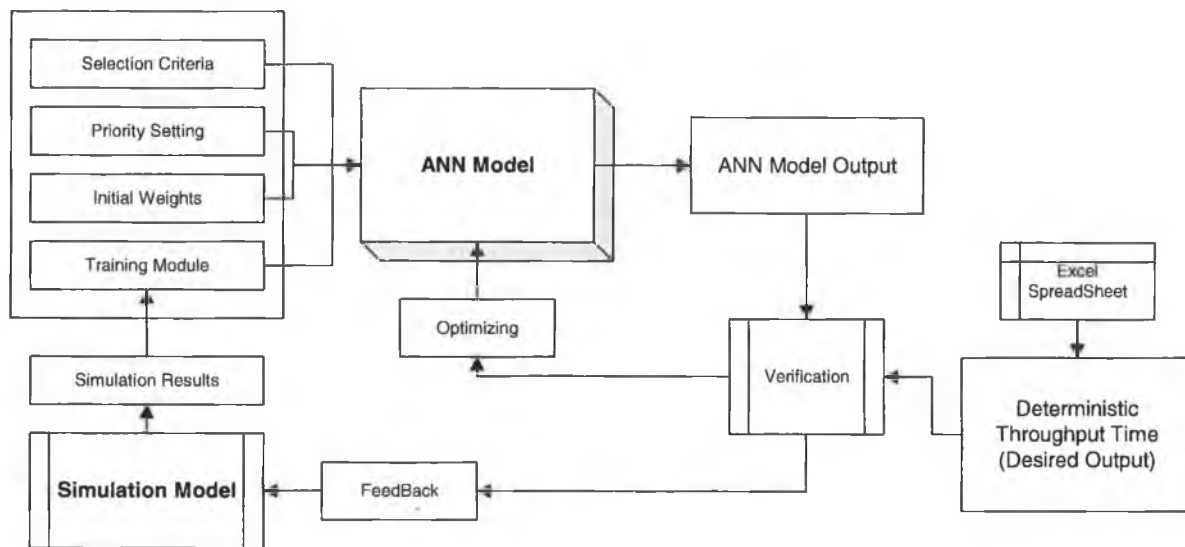 Selection Criteria
Priority Setting
Initial Weights
Training Module
ANN Model
ANN Model Output
Excel
SpreadSheet
Optimizing
Verification
Simulation Results
Deterministic
Throughput Time
(Desired Output)
Simulation Model
FeedBack